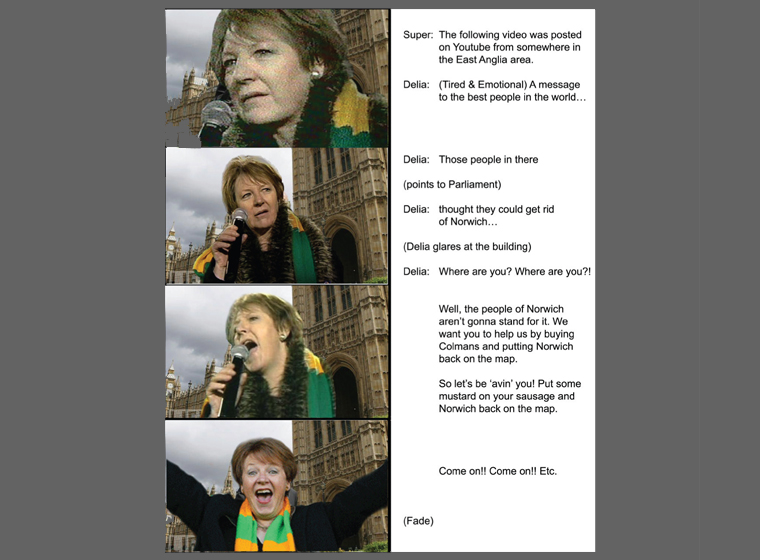 Super: The following video was posted
on Youtube from somewhere in
the East Anglia area.
Delia: (Tired & Emotional) A message
to the best people in the world…
Delia: Those people in there
(points to Parliament)
Delia: thought they could get rid
of Norwich…
(Delia glares at the building)
Delia: Where are you? Where are you?!
Well, the people of Norwich
aren’t gonna stand for it. We
want you to help us by buying
Colmans and putting Norwich
back on the map.
So let’s be ‘avin’ you! Put some
mustard on your sausage and
Norwich back on the map.
Come on!! Come on!! Etc.
(Fade)